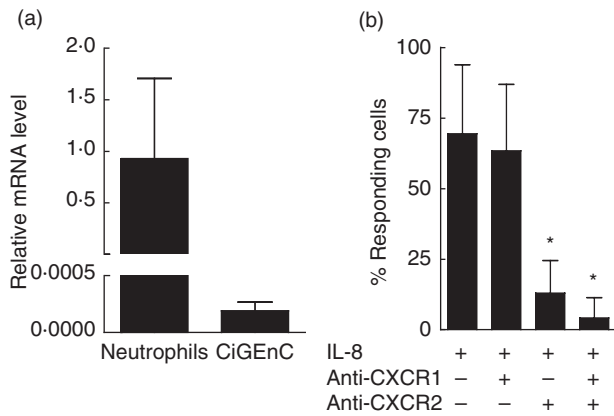 (a)
Relative mRNA level
2·0
1·5
1·0
0·5
0·0005
0·0000
Neutrophils CiGEnC
(b)
% Responding cells
100
75
50
25
0
* *
IL-8 + + + +
Anti-CXCR1 − + − +
Anti-CXCR2 − − + +